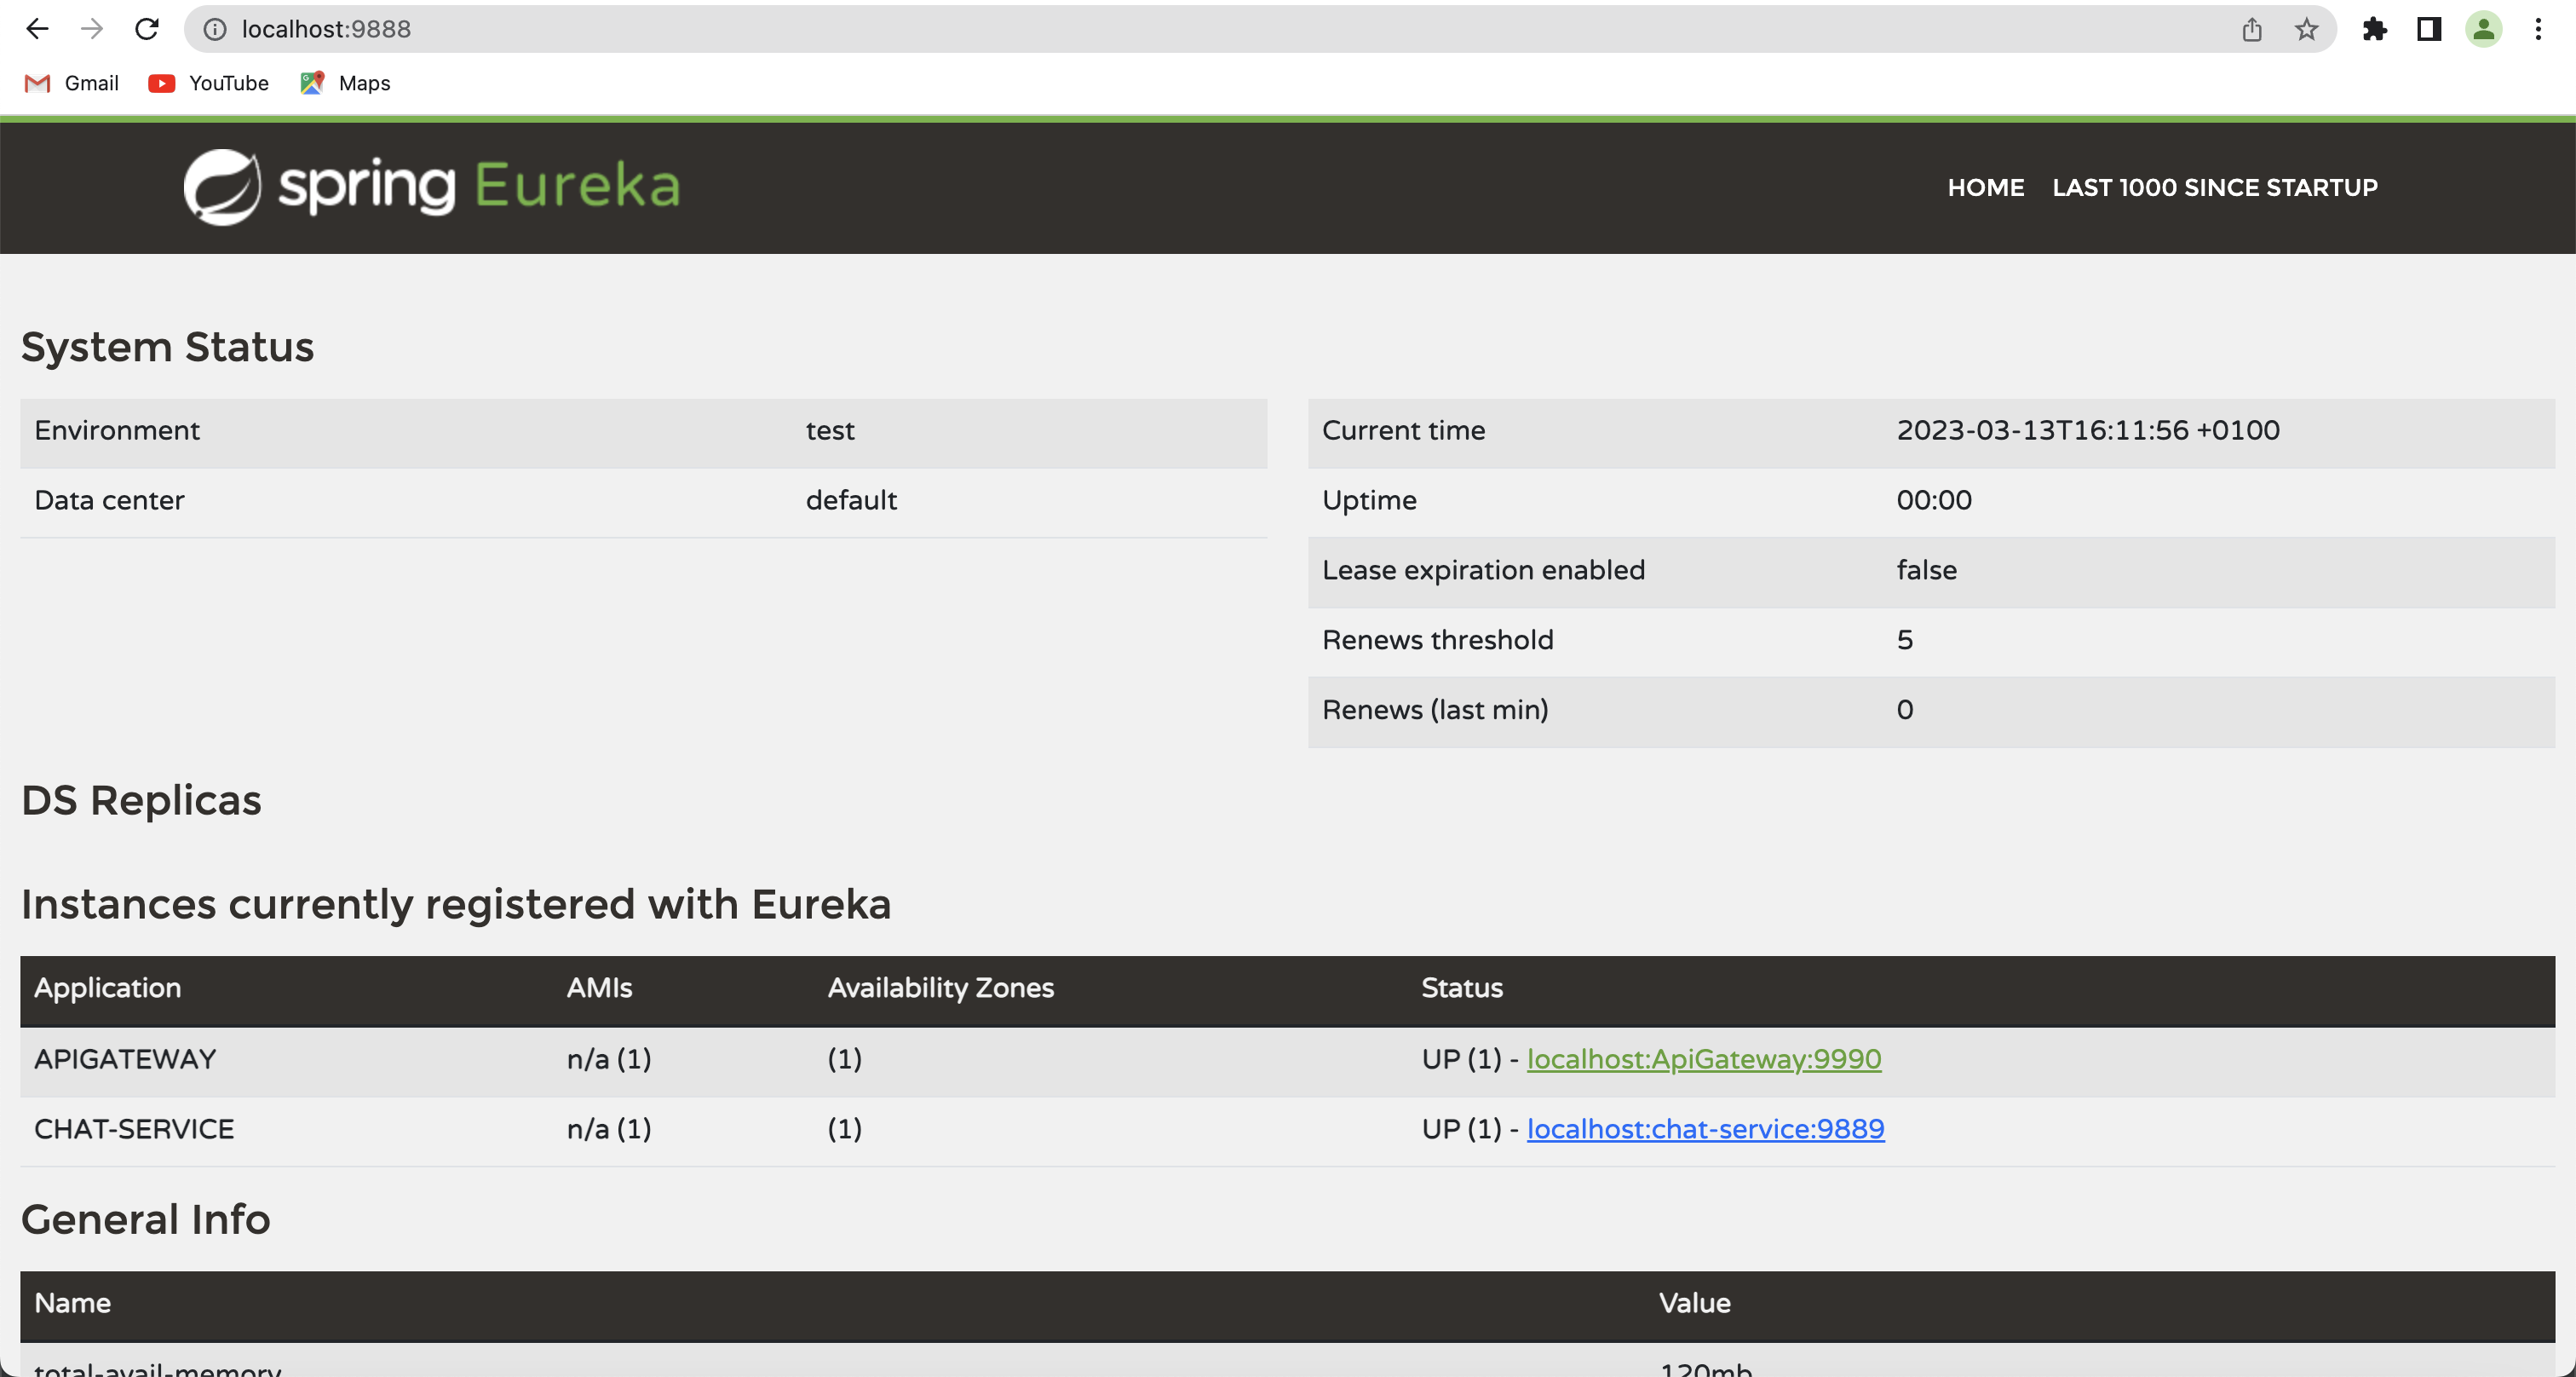 localhost:9888
Gmail YouTube Maps
spring Eureka
HOME LAST 1000 SINCE STARTUP
System Status
Environment test
Data center default
Current time 2023-03-13T16:11:56 +0100
Uptime 00:00
Lease expiration enabled false
Renews threshold 5
Renews (last min) 0
DS Replicas
Instances currently registered with Eureka
Application AMIs Availability Zones Status
APIGATEWAY n/a (1) (1) UP (1) - localhost:ApiGateway:9990
CHAT-SERVICE n/a (1) (1) UP (1) - localhost:chat-service:9889
General Info
Name Value
total-avail-memory 120mb